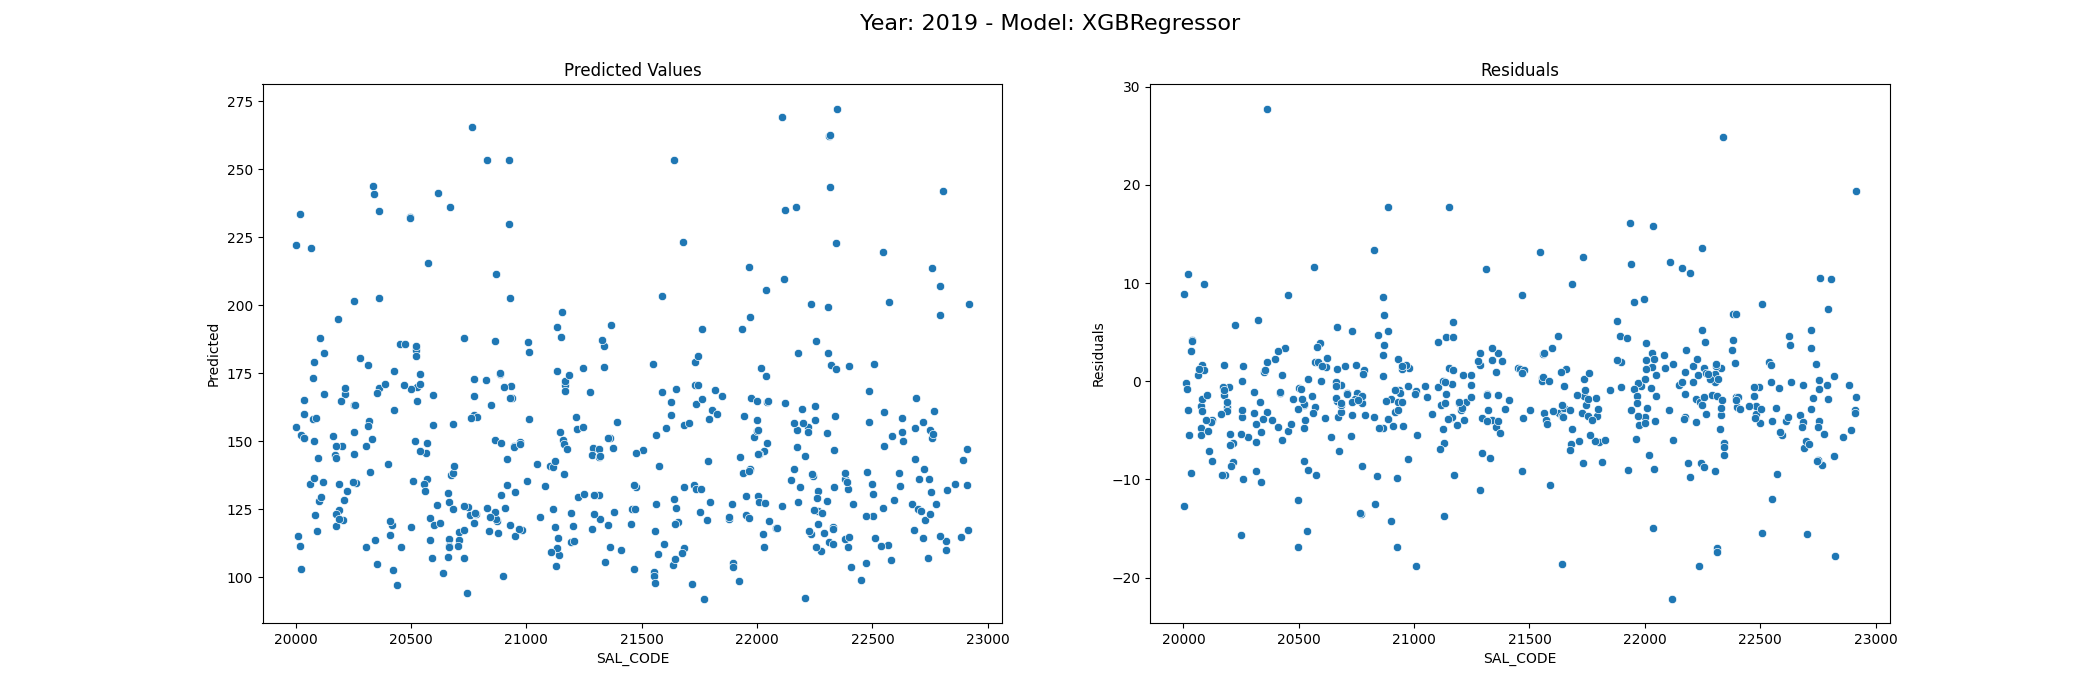 Year: 2019 - Model: XGBRegressor
Predicted Values
Predicted
275
250
225
200
175
150
125
100
20000 20500 21000 21500 22000 22500 23000
SAL_CODE
Residuals
Residuals
30
20
10
0
−10
−20
20000 20500 21000 21500 22000 22500 23000
SAL_CODE